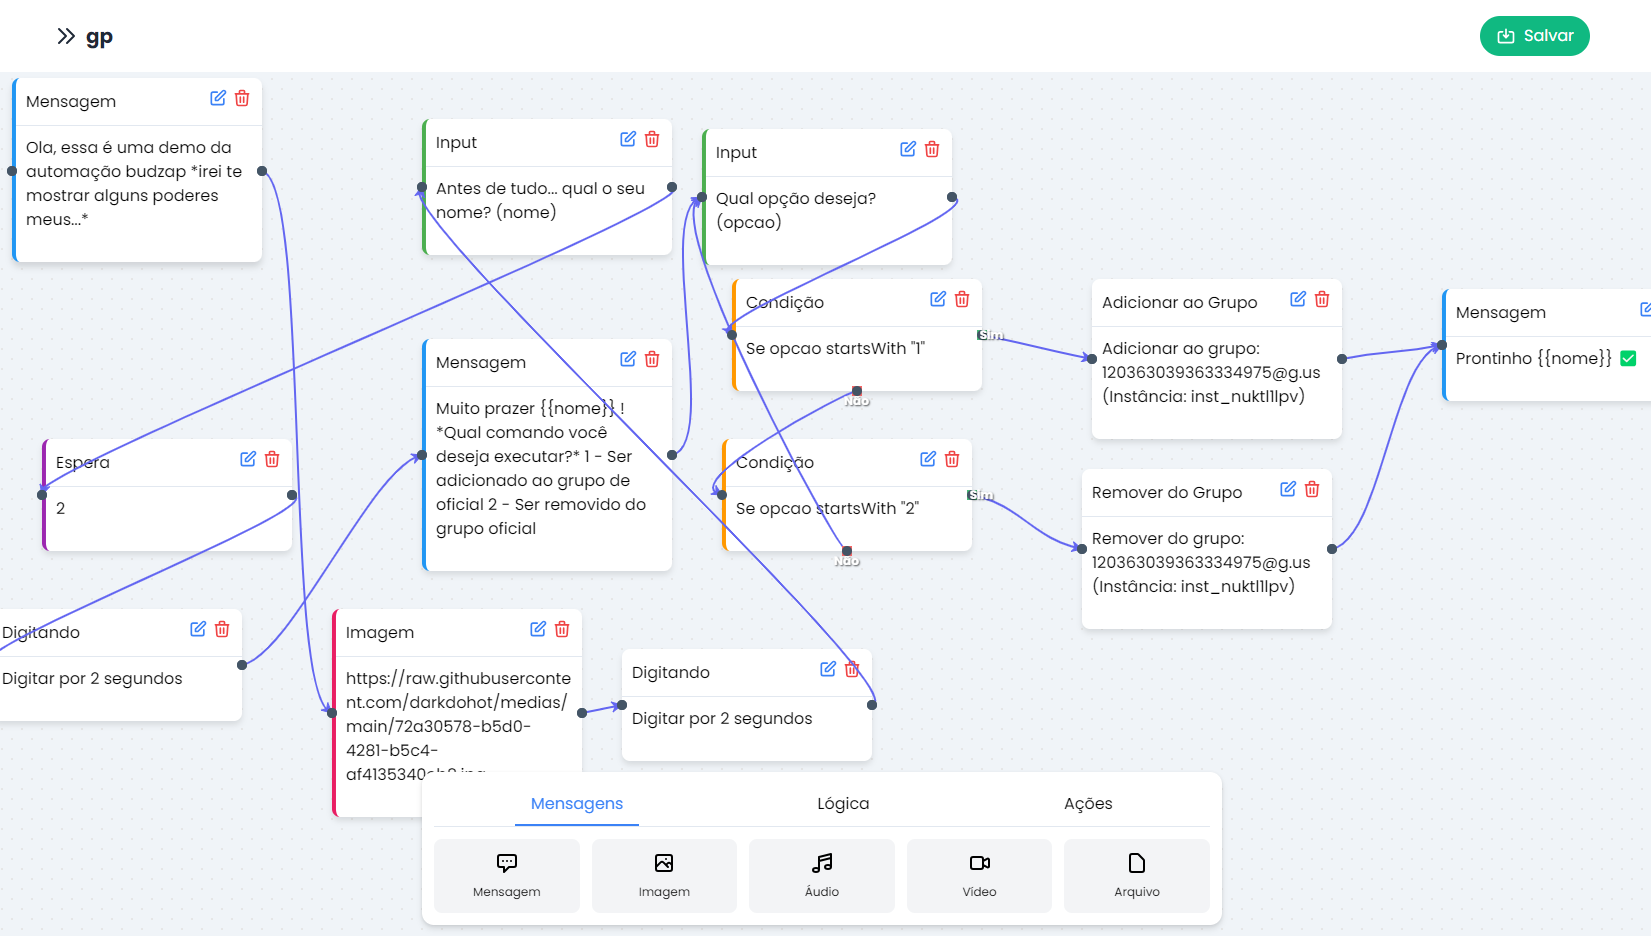 gp
Salvar
Mensagem
Ola, essa é uma demo da
automação budzap *irei te
mostrar alguns poderes
meus...*
Input
Antes de tudo... qual o seu
nome? (nome)
Input
Qual opção deseja?
(opcao)
Condição
Se opcao startsWith "1"
Sim
Não
Adicionar ao Grupo
Adicionar ao grupo:
120363039363334975@g.us
(Instância: inst_nuktl1lpv)
Mensagem
Prontinho {{nome}} ✅
Mensagem
Muito prazer {{nome}} !
*Qual comando você
deseja executar?* 1 - Ser
adicionado ao grupo de
oficial 2 - Ser removido do
grupo oficial
Espera
2
Condição
Se opcao startsWith "2"
Sim
Não
Remover do Grupo
Remover do grupo:
120363039363334975@g.us
(Instância: inst_nuktl1lpv)
Digitando
Digitar por 2 segundos
Imagem
https://raw.githubuserconte
nt.com/darkdohot/medias/
main/72a30578-b5d0-
4281-b5c4-
Digitando
Digitar por 2 segundos
Mensagens
Lógica
Ações
Mensagem
Imagem
Áudio
Vídeo
Arquivo